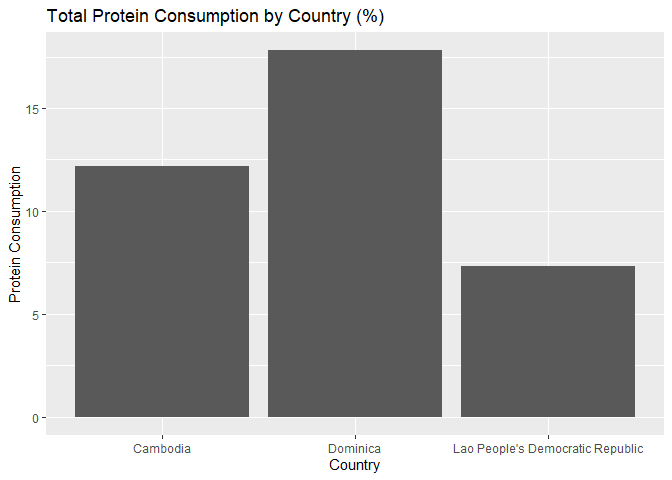 Total Protein Consumption by Country (%)
Protein Consumption
15
10
5
0
Cambodia
Dominica
Lao People's Democratic Republic
Country